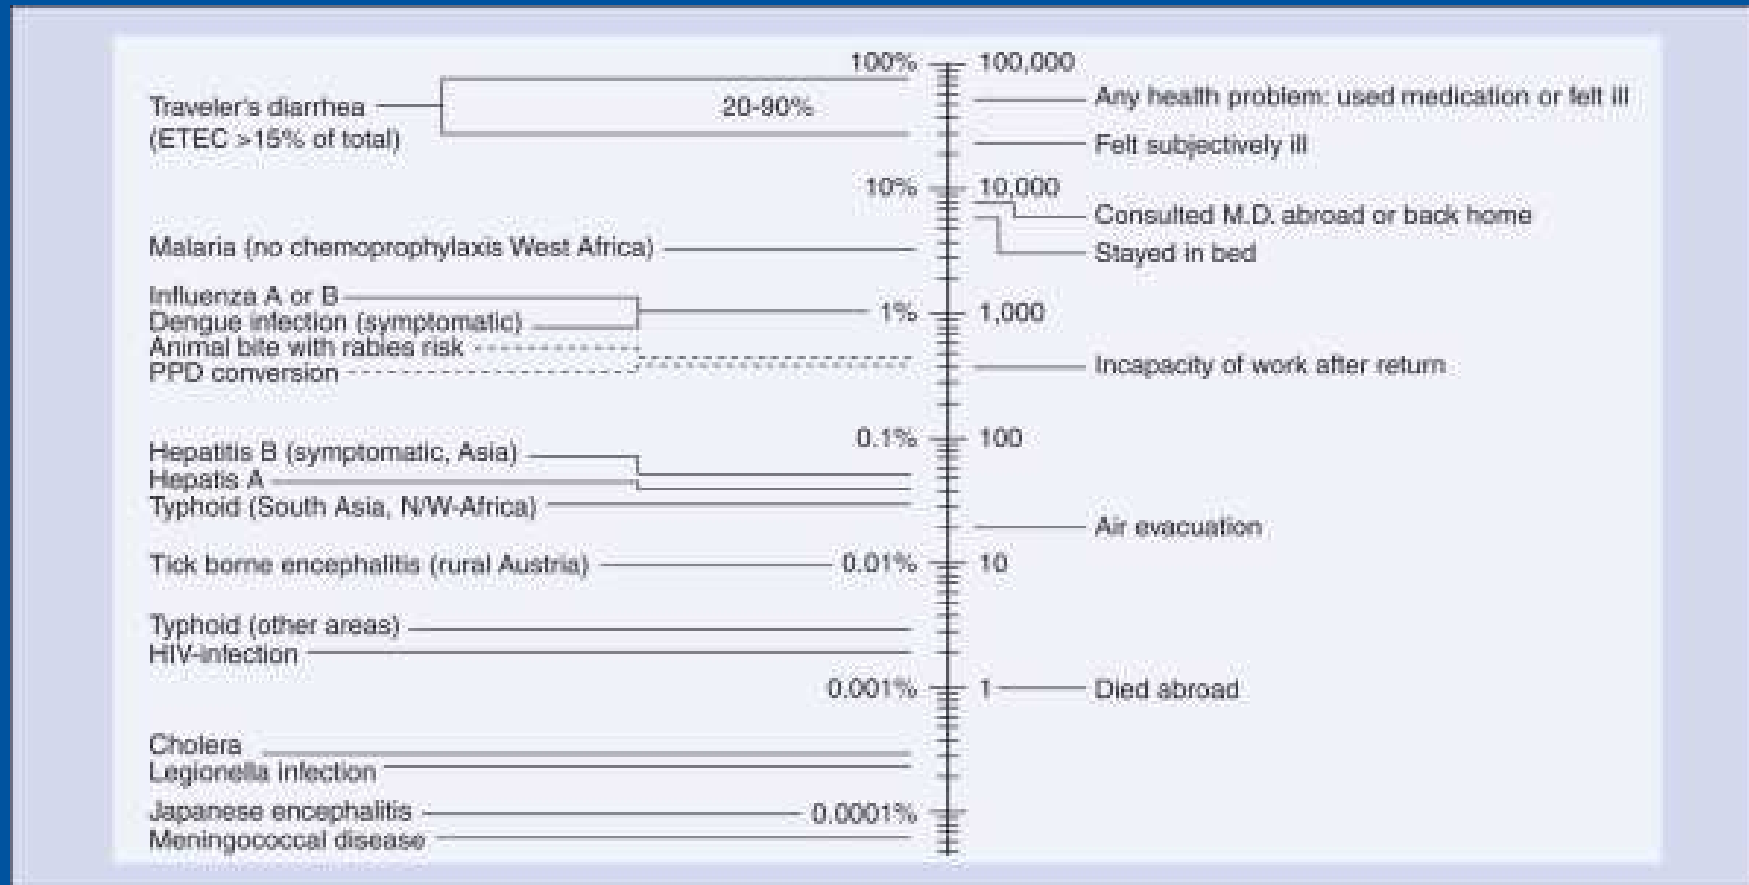 100%
100,000
Traveler's diarrhea
20-90%
Any health problem: used medication or felt ill
(ETEC >15% of total)
Felt subjectively ill
10%
10,000
Consulted M.D. abroad or back home
Malaria (no chemoprophylaxis West Africa)
Stayed in bed
Influenza A or B
1%
1,000
Dengue infection (symptomatic)
Animal bite with rabies risk
PPD conversion
Incapacity of work after return
0.1%
100
Hepatitis B (symptomatic, Asia)
Hepatis A
Typhoid (South Asia, N/W-Africa)
Air evacuation
Tick borne encephalitis (rural Austria)
0.01%
10
Typhoid (other areas)
HIV-infection
0.001%
1
Died abroad
Cholera
Legionella infection
Japanese encephalitis
0.0001%
Meningococcal disease